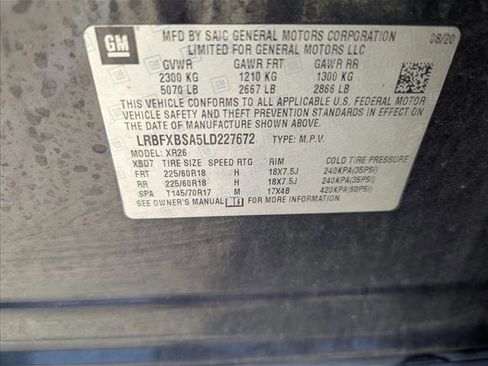 GM
MFD BY SAIC GENERAL MOTORS CORPORATION 08/20
LIMITED FOR GENERAL MOTORS LLC
GVWR GAWR FRT GAWR RR
2300 KG 1210 KG 1300 KG
5070 LB 2667 LB 2866 LB
THIS VEHICLE CONFORMS TO ALL APPLICABLE U.S. FEDERAL MOTOR
VEHICLE SAFETY AND THEFT PREVENTION STANDARDS IN EFFECT
ON THE DATE OF MANUFACTURE SHOWN ABOVE.
LRBFXBSA5LD227672 TYPE: M.P.V.
MODEL: XR26
XBD7 TIRE SIZE SPEED RTG RIM COLD TIRE PRESSURE
FRT 225/60R18 H 18X7.5J 240KPA(35PSI)
RR 225/60R18 H 18X7.5J 240KPA(35PSI)
SPA T145/70R17 M 17X4B 420KPA(60PSI)
SEE OWNER'S MANUAL FOR MORE INFORMATION.